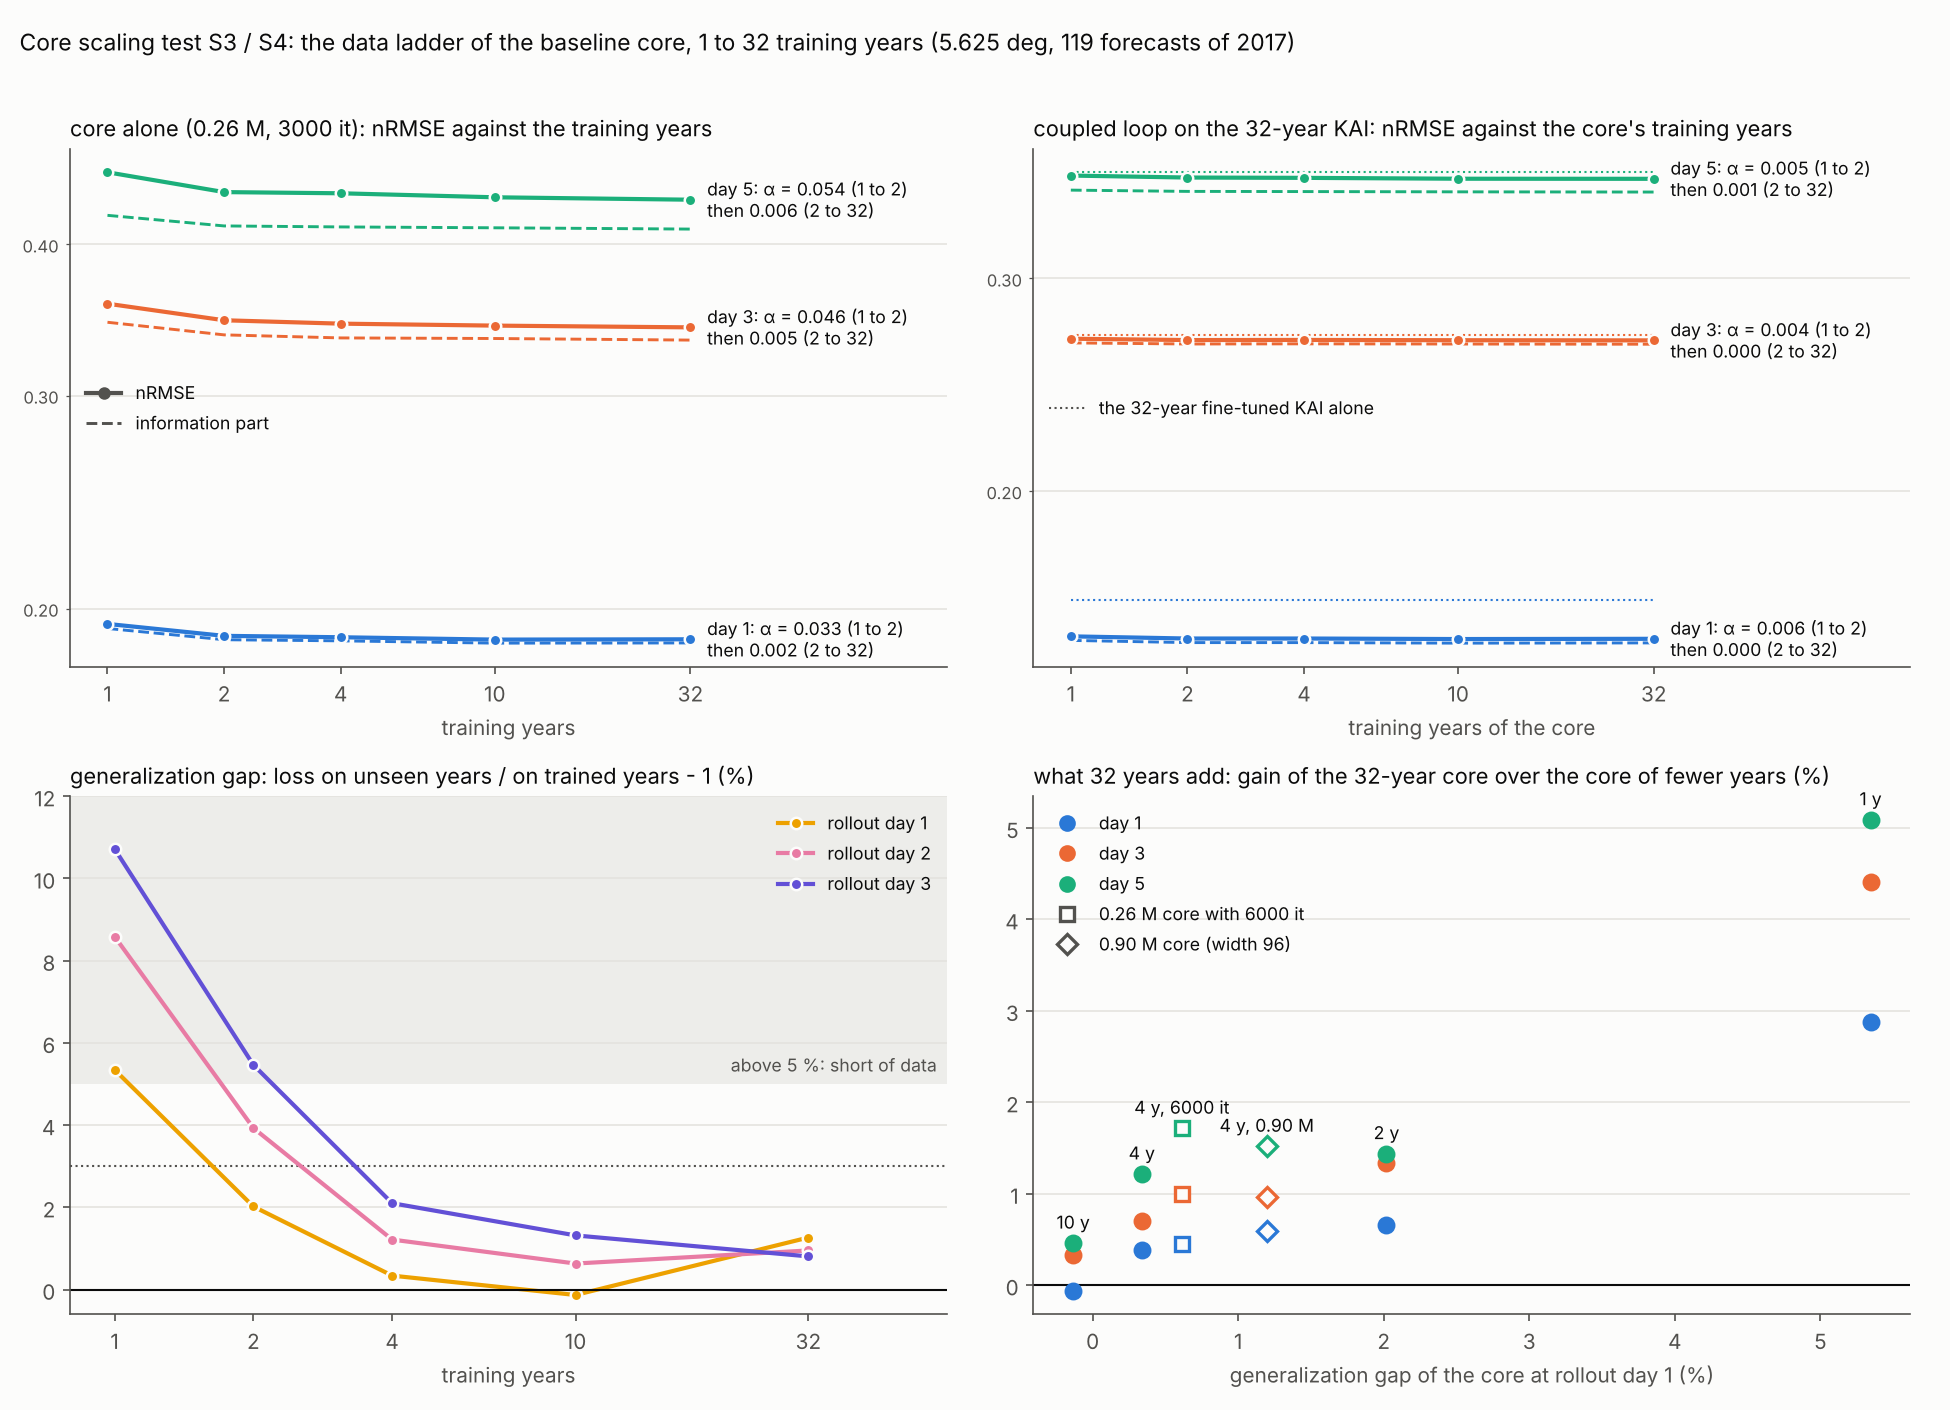 Core scaling test S3 / S4: the data ladder of the baseline core, 1 to 32 training years (5.625 deg, 119 forecasts of 2017)
core alone (0.26 M, 3000 it): nRMSE against the training years
0.40
0.30
0.20
day 5: α = 0.054 (1 to 2)
then 0.006 (2 to 32)
day 3: α = 0.046 (1 to 2)
then 0.005 (2 to 32)
nRMSE
information part
day 1: α = 0.033 (1 to 2)
then 0.002 (2 to 32)
1 2 4 10 32
training years
coupled loop on the 32-year KAI: nRMSE against the core's training years
0.30
0.20
day 5: α = 0.005 (1 to 2)
then 0.001 (2 to 32)
day 3: α = 0.004 (1 to 2)
then 0.000 (2 to 32)
the 32-year fine-tuned KAI alone
day 1: α = 0.006 (1 to 2)
then 0.000 (2 to 32)
1 2 4 10 32
training years of the core
generalization gap: loss on unseen years / on trained years - 1 (%)
12
10
8
6
4
2
0
rollout day 1
rollout day 2
rollout day 3
above 5 %: short of data
1 2 4 10 32
training years
what 32 years add: gain of the 32-year core over the core of fewer years (%)
5
4
3
2
1
0
day 1
day 3
day 5
0.26 M core with 6000 it
0.90 M core (width 96)
1 y
4 y, 6000 it
4 y, 0.90 M
2 y
4 y
10 y
0 1 2 3 4 5
generalization gap of the core at rollout day 1 (%)